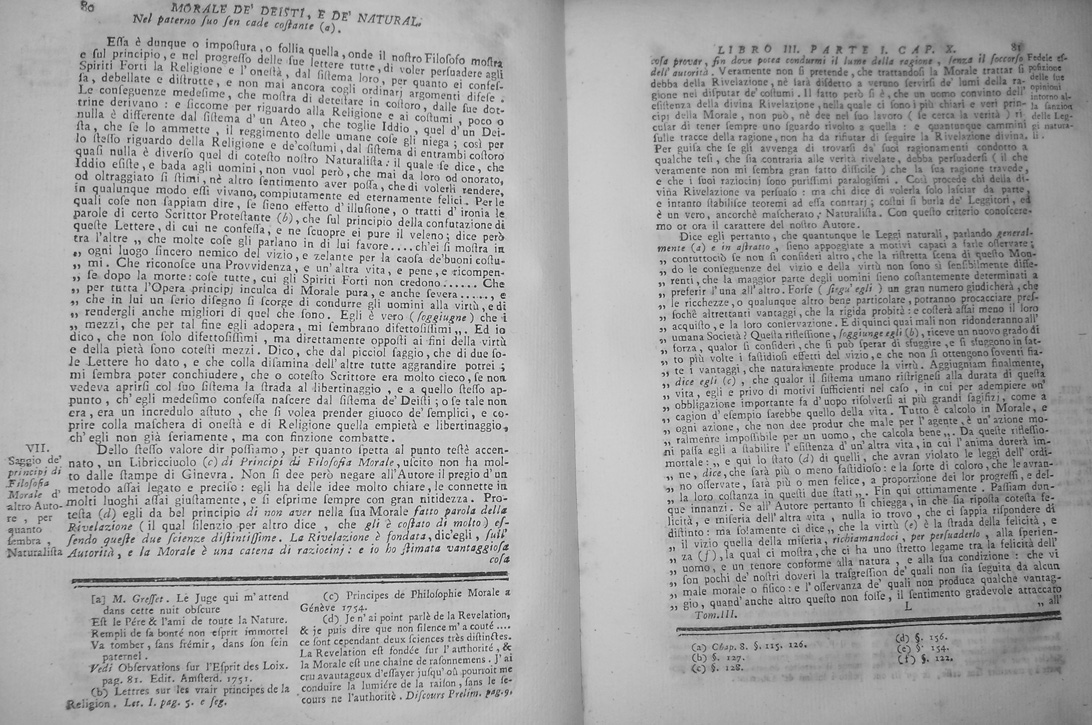 80
MORALE DE' DEISTI, E DE' NATURAL.
Nel paterno ſuo ſen cade coſtante (a).
Eſſa è dunque o impoſtura, o follia quella, onde il noſtro Filoſofo moſtra
e ſul principio, e nel progreſſo delle ſue lettere tutte, di voler perſuadere agli
Spiriti Forti la Religione e l'oneſtà, dal ſiſtema loro, per quanto ei confeſ-
ſa, debellate e diſtrutte, e non mai ancora cogli ordinarj argomenti difeſe.
Le conſeguenze medeſime, che moſtra di deteſtare in coſtoro, dalle ſue dot-
trine derivano: e ſiccome per riguardo alla Religione e ai coſtumi, poco o
nulla è differente dal ſiſtema d'un Ateo, che toglie Iddio, quel d'un Dei-
ſta, che ſe lo ammette, il reggimento delle umane coſe gli niega; così per
lo ſteſſo riguardo della Religione e de'coſtumi, dal ſiſtema di entrambi coſtoro
quaſi nulla è diverſo quel di coteſto noſtro Naturaliſta: il quale ſe dice, che
Iddio eſiſte, e bada agli uomini, non vuol però, che mai da loro od onorato,
od oltraggiato ſi ſtimi, nè altro ſentimento aver poſſa, che di volerli rendere,
in qualunque modo eſſi vivano, compiutamente ed eternamente felici. Per le
quali coſe non ſappiam dire, ſe ſieno effetto d'illuſione, o tratti d'ironia le
parole di certo Scrittor Proteſtante (b), che ſul principio della confutazione di
queſte Lettere, di cui ne confeſſa, e ne ſcuopre ei pure il veleno; dice però
tra l'altre „ che molte coſe gli parlano in di lui favore.... ch'ei ſi moſtra in
„ ogni luogo ſincero nemico del vizio, e zelante per la cauſa de'buoni coſtu-
„ mi. Che riconoſce una Provvidenza, e un'altra vita, e pene, e ricompen-
„ ſe dopo la morte: coſe tutte, cui gli Spiriti Forti non credono...... Che
„ per tutta l'Opera principj inculca di Morale pura, e anche ſevera......, e
„ che in lui un ſerio diſegno ſi ſcorge di condurre gli uomini alla virtù, e di
„ rendergli anche migliori di quel che ſono. Egli è vero (ſoggiugne) che i
„ mezzi, che per tal fine egli adopera, mi ſembrano difettoſiſſimi„. Ed io
dico, che non ſolo difettoſiſſimi, ma direttamente oppoſti ai fini della virtù
e della pietà ſono coteſti mezzi. Dico, che dal picciol ſaggio, che di due ſo-
le Lettere ho dato, e che colla diſamina dell'altre tutte aggrandire potrei;
mi ſembra poter conchiudere, che o coteſto Scrittore era molto cieco, ſe non
vedeva aprirſi col ſuo ſiſtema la ſtrada al libertinaggio, e a quello ſteſſo ap-
punto, ch'egli medeſimo confeſſa naſcere dal ſiſtema de' Deiſti; o ſe tale non
era, era un incredulo aſtuto, che ſi volea prender giuoco de'ſemplici, e co-
prire colla maſchera di oneſtà e di Religione quella empietà e libertinaggio,
ch'egli non già ſeriamente, ma con finzione combatte.
VII.
Saggio de'
principj di
Filoſofia
Morale d'
altro Auto-
re, per
quanto
ſembra,
Naturaliſta
Dello ſteſſo valore dir poſſiamo, per quanto ſpetta al punto teſtè accen-
nato, un Libricciuolo (c) di Principj di Filoſofia Morale, uſcito non ha mol-
to dalle ſtampe di Ginevra. Non ſi dee però negare all'Autore il pregio d'un
metodo aſſai legato e preciſo: egli ha delle idee molto chiare, le connette in
molti luoghi aſſai giuſtamente, e ſi eſprime ſempre con gran nitidezza. Pro-
teſta (d) egli da bel principio di non aver nella ſua Morale fatto parola della
Rivelazione (il qual ſilenzio per altro dice, che gli è coſtato di molto) eſ-
ſendo queſte due ſcienze diſtintiſſime. La Rivelazione è fondata, dic'egli, ſull'
Autorità, e la Morale è una catena di raziocinj: e io ho ſtimata vantaggioſa
coſa
[a] M. Greſſet. Le Juge qui m'attend
dans cette nuit obſcure
Eſt le Pére & l'ami de toute la Nature.
Rempli de ſa bonté mon eſprit immortel
Va tomber, ſans frémir, dans ſon ſein
paternel.
Vedi Obſervations ſur l'Eſprit des Loix.
pag. 81. Edit. Amſterd. 1751.
(b) Lettres sur les vrair principes de la
Religion. Let. I. pag. 5. e ſeg.
(c) Principes de Philoſophie Morale a
Généve 1754.
(d) Je n'ai point parlè de la Revelation,
& je puis dire que mon ſilence m'a couté....
ce ſont cependant deux ſciences très diſtinctes.
La Revelation eſt fondée ſur l'authorité, &
la Morale eſt une chaîne de raſonnemens. J'ai
cru avautageux d'eſſayer juſqu'où pourroit me
conduire la lumiére de la raiſon, ſans le ſe-
cours ne l'authorité. Diſcours Prelim. pag. 9.
LIBRO III. PARTE I. CAP. X.
81
coſa provar, fin dove potea condurmi il lume della ragione, ſenza il ſoccorſo
dell'autorità. Veramente non ſi pretende, che trattandoſi la Morale trattar ſi
debba della Rivelazione, nè larà diſdetto a veruno ſervirſi de' lumi della ra-
gione nel diſputar de'coſtumi. Il fatto però ſi è, che un uomo convinto dell'
eſiſtenza della divina Rivelazione, nella quale ci ſono i più chiari e veri prin-
cipj della Morale, non può, nè dee nel ſuo lavoro (ſe cerca la verità) ri-
cular di tener ſempre uno ſguardo rivolto a quella: e quantunque cammini
ſulle tracce della ragione, non ha da rifiutar di ſeguire la Rivelazione divina.
Per guiſa che ſe gli avvenga di trovarſi da' ſuoi ragionamenti condotto a
qualche teſi, che ſia contraria alle verità rivelate, debba perſuaderſi (il che
veramente non mi ſembra gran fatto difficile) che la ſua ragione travede,
e che i ſuoi raziocinj ſono puriſſimi paralogiſmi. Così procede chi della di-
vina Rivelazione va perſuaſo: ma chi dice di volerla ſolo laſciar da parte,
e intanto ſtabiliſce teoremi ad eſſa contrarj; coſtui ſi burla de' Leggitori, ed
è un vero, ancorchè maſcherato, Naturaliſta. Con queſto criterio conoſcere-
mo or ora il carattere del noſtro Autore.
Fedele eſ-
poſizione
delle ſue
opinioni
intorno al-
la ſanzion
delle Leg-
gi natura-
li.
Dice egli pertanto, che quantunque le Leggi naturali, parlando general-
mente (a) e in aſtratto, ſieno appoggiate a motivi capaci a farle oſſervare;
„ contuttociò ſe non ſi conſideri altro, che la riſtretta ſcena di queſto Mon-
„ do le conſeguenze del vizio e della virtù non ſono sì ſenſibilmente diffe-
„ renti, che la maggior parte degli uomini ſieno coſtantemente determinati a
„ preferir l'una all'altro. Forſe (ſiegu'egli) un gran numero giudicherà, che
„ le ricchezze, o qualunque altro bene particolare, potranno procacciare preſ-
„ ſochè altrettanti vantaggi, che la rigida probità: e coſterà aſſai meno il loro
„ acquiſto, e la loro conſervazione. E di quinci quai mali non ridonderanno all'
„ umana Società? Queſta rifleſſione, ſoggiunge egli (b), riceve un nuovo grado di
„ forza, qualor ſi conſideri, che ſi può ſperar di sfuggire, e ſi sfuggono in fat-
„ to più volte i faſtidioſi effetti del vizio, e che non ſi ottengono ſoventi fia-
„ te i vantaggi, che naturalmente produce la virtù. Aggiugniam finalmente,
„ dice egli (c), che qualor il ſiſtema umano riſtrigneſi alla durata di queſta
„ vita, egli è privo di motivi ſufficienti nel caſo, in cui per adempiere un'
„ obbligazione importante fa d'uopo riſolverſi ai più grandi ſagrifizj, come a
„ cagion d'eſempio ſarebbe quello della vita. Tutto è calcolo in Morale, e
„ ogni azione, che non dee produr che male per l'agente, è un'azione mo-
„ ralmente impoſſibile per un uomo, che calcola bene„. Da queſte rifleſſio-
ni paſſa egli a ſtabilire l'eſiſtenza d'un'altra vita, in cui l'anima durerà im-
mortale: „ e qui lo ſtato (d) di quelli, che avran violato le leggi dell'ordi-
„ ne, dice, che ſarà più o meno faſtidioſo: e la ſorte di coloro, che le avran-
„ no oſſervate, ſarà più o men felice, a proporzione dei lor progreſſi, e del-
„ la loro coſtanza in queſti due ſtati„. Fin qui ottimamente. Paſſiam dun-
que innanzi. Se all'Autore pertanto ſi chiegga, in che ſia ripoſta coteſta fe-
licità, e miſeria dell'altra vita, nulla io trovo, che ci ſappia riſpondere di
diſtinto: ma ſolamente ci dice „ che la virtù (e) è la ſtrada della felicità, e
„ il vizio quella della miſeria, richiamandoci, per perſuaderlo, alla ſperien-
„ za (f), la qual ci moſtra, che ci ha uno ſtretto legame tra la felicità dell'
„ uomo, e un tenore conforme alla natura, e alla ſua condizione: che vi
„ ſon pochi de' noſtri doveri la traſgreſſion de' quali non ſia ſeguita da alcun
„ male morale o fiſico: e l'oſſervanza de' quali non produca qualche vantag-
„ gio, quand'anche altro queſto non foſſe, il ſentimento gradevole attaccato
Tom. III.
L
„ all'
(a) Chap. 8. §. 125. 126.
(b) §. 127.
(c) §. 128.
(d) §. 156.
(e) §. 154.
(f) §. 122.